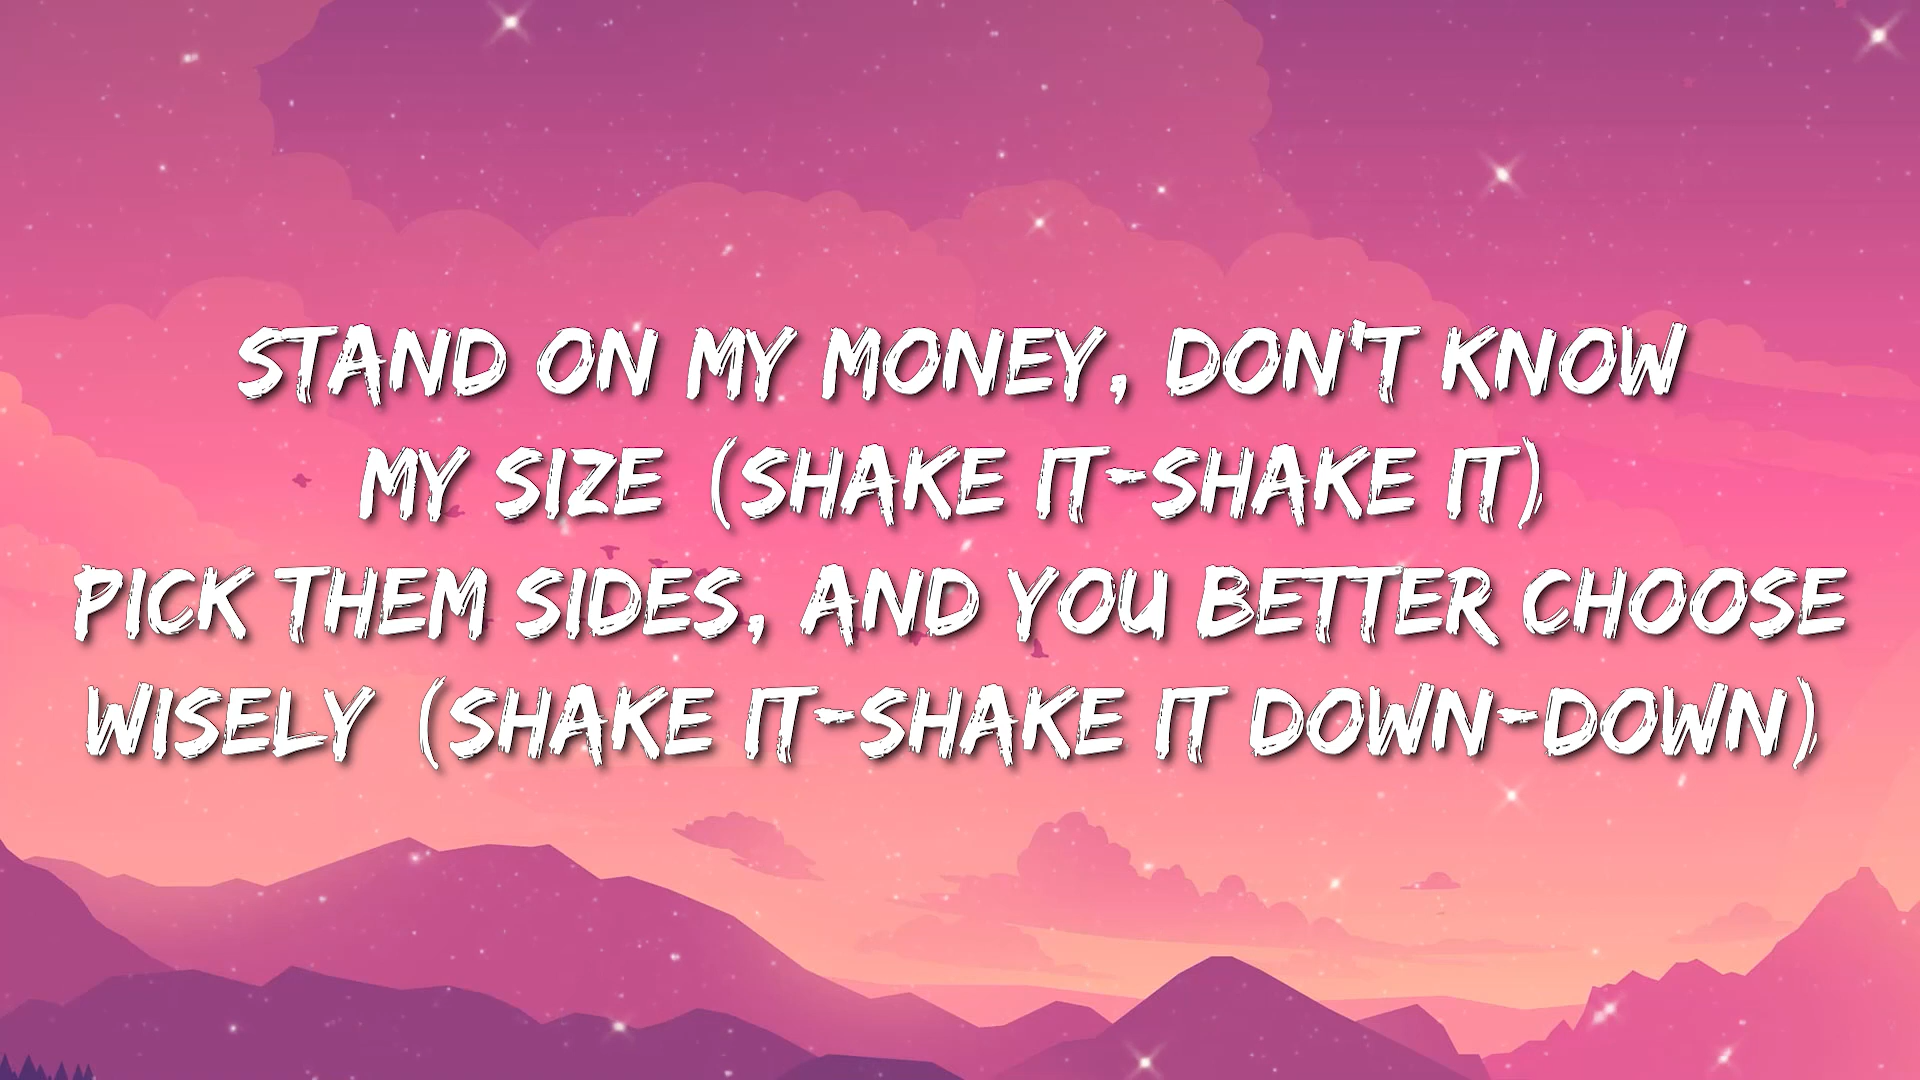 STAND ON MY MONEY, DON'T KNOW
MY SIZE (SHAKE IT-SHAKE IT)
PICK THEM SIDES, AND YOU BETTER CHOOSE
WISELY (SHAKE IT-SHAKE IT DOWN-DOWN)